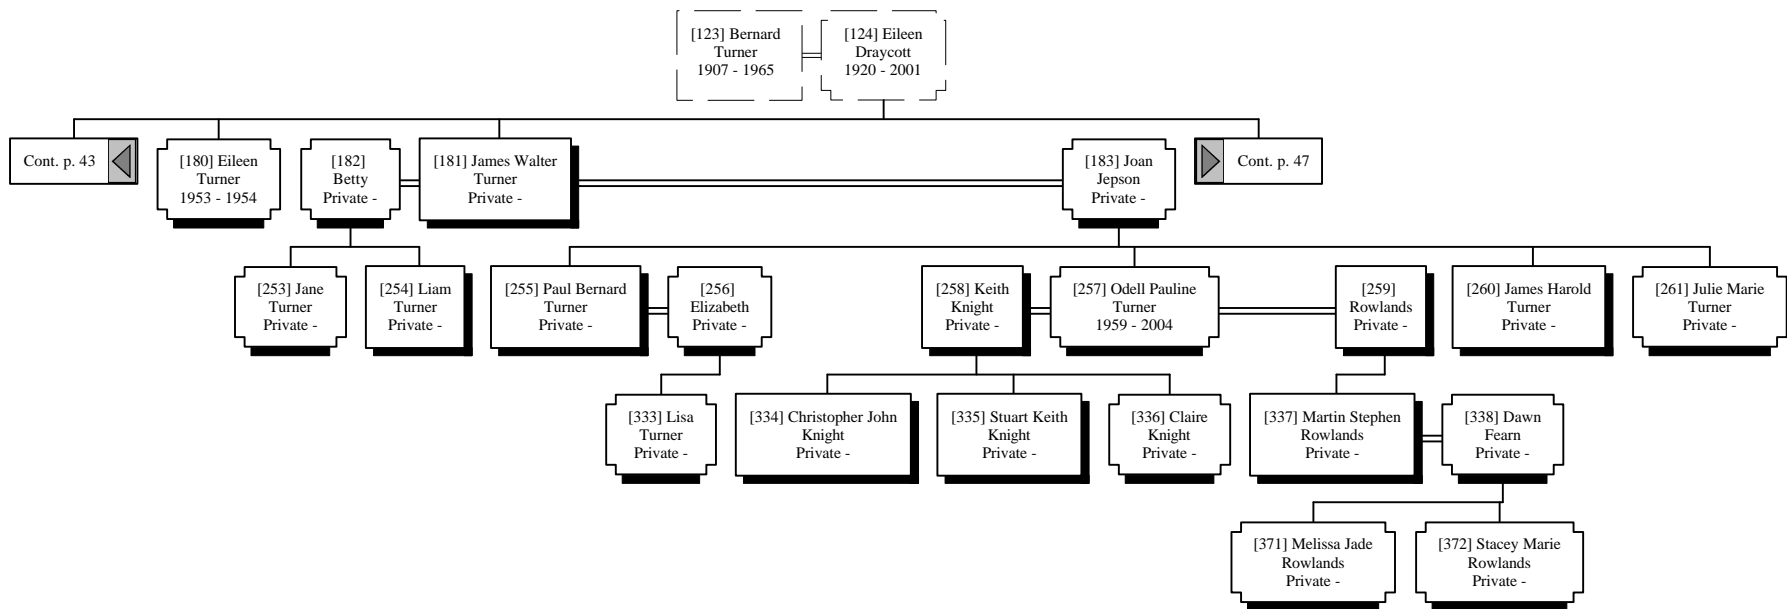 [123] Bernard
Turner
1907 - 1965
[124] Eileen
Draycott
1920 - 2001
Cont. p. 43
[180] Eileen
Turner
1953 - 1954
[182]
Betty
Private -
[181] James Walter
Turner
Private -
[183] Joan
Jepson
Private -
Cont. p. 47
[253] Jane
Turner
Private -
[254] Liam
Turner
Private -
[255] Paul Bernard
Turner
Private -
[256]
Elizabeth
Private -
[258] Keith
Knight
Private -
[257] Odell Pauline
Turner
1959 - 2004
[259]
Rowlands
Private -
[260] James Harold
Turner
Private -
[261] Julie Marie
Turner
Private -
[333] Lisa
Turner
Private -
[334] Christopher John
Knight
Private -
[335] Stuart Keith
Knight
Private -
[336] Claire
Knight
Private -
[337] Martin Stephen
Rowlands
Private -
[338] Dawn
Fearn
Private -
[371] Melissa Jade
Rowlands
Private -
[372] Stacey Marie
Rowlands
Private -